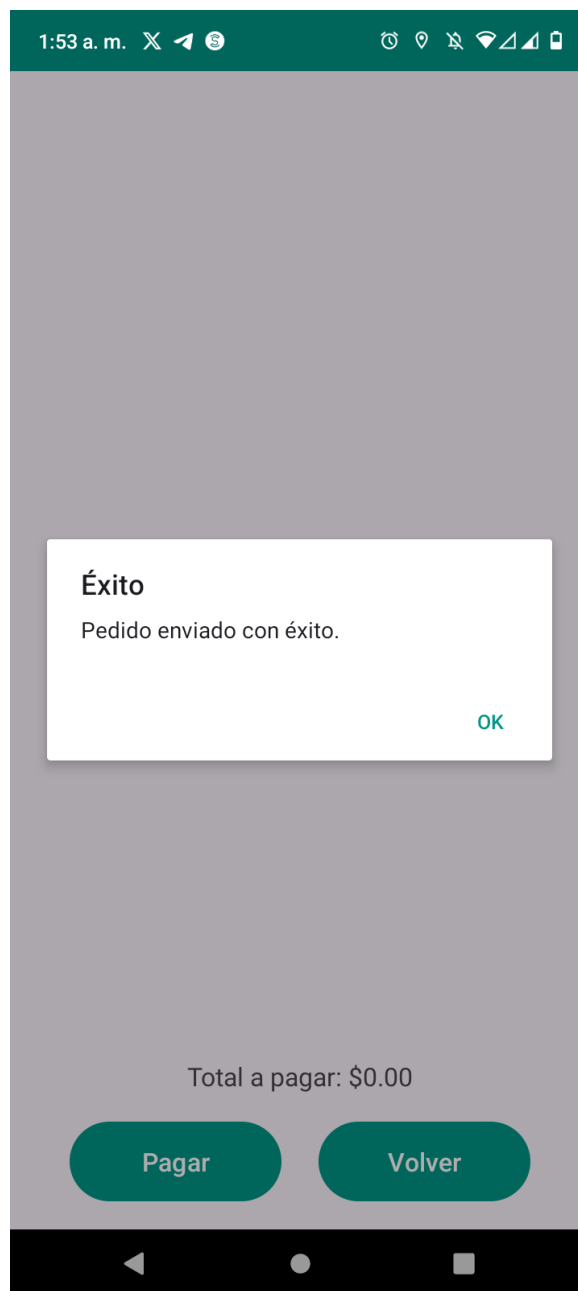 1:53 a. m.
Éxito
Pedido enviado con éxito.
OK
Total a pagar: $0.00
Pagar
Volver